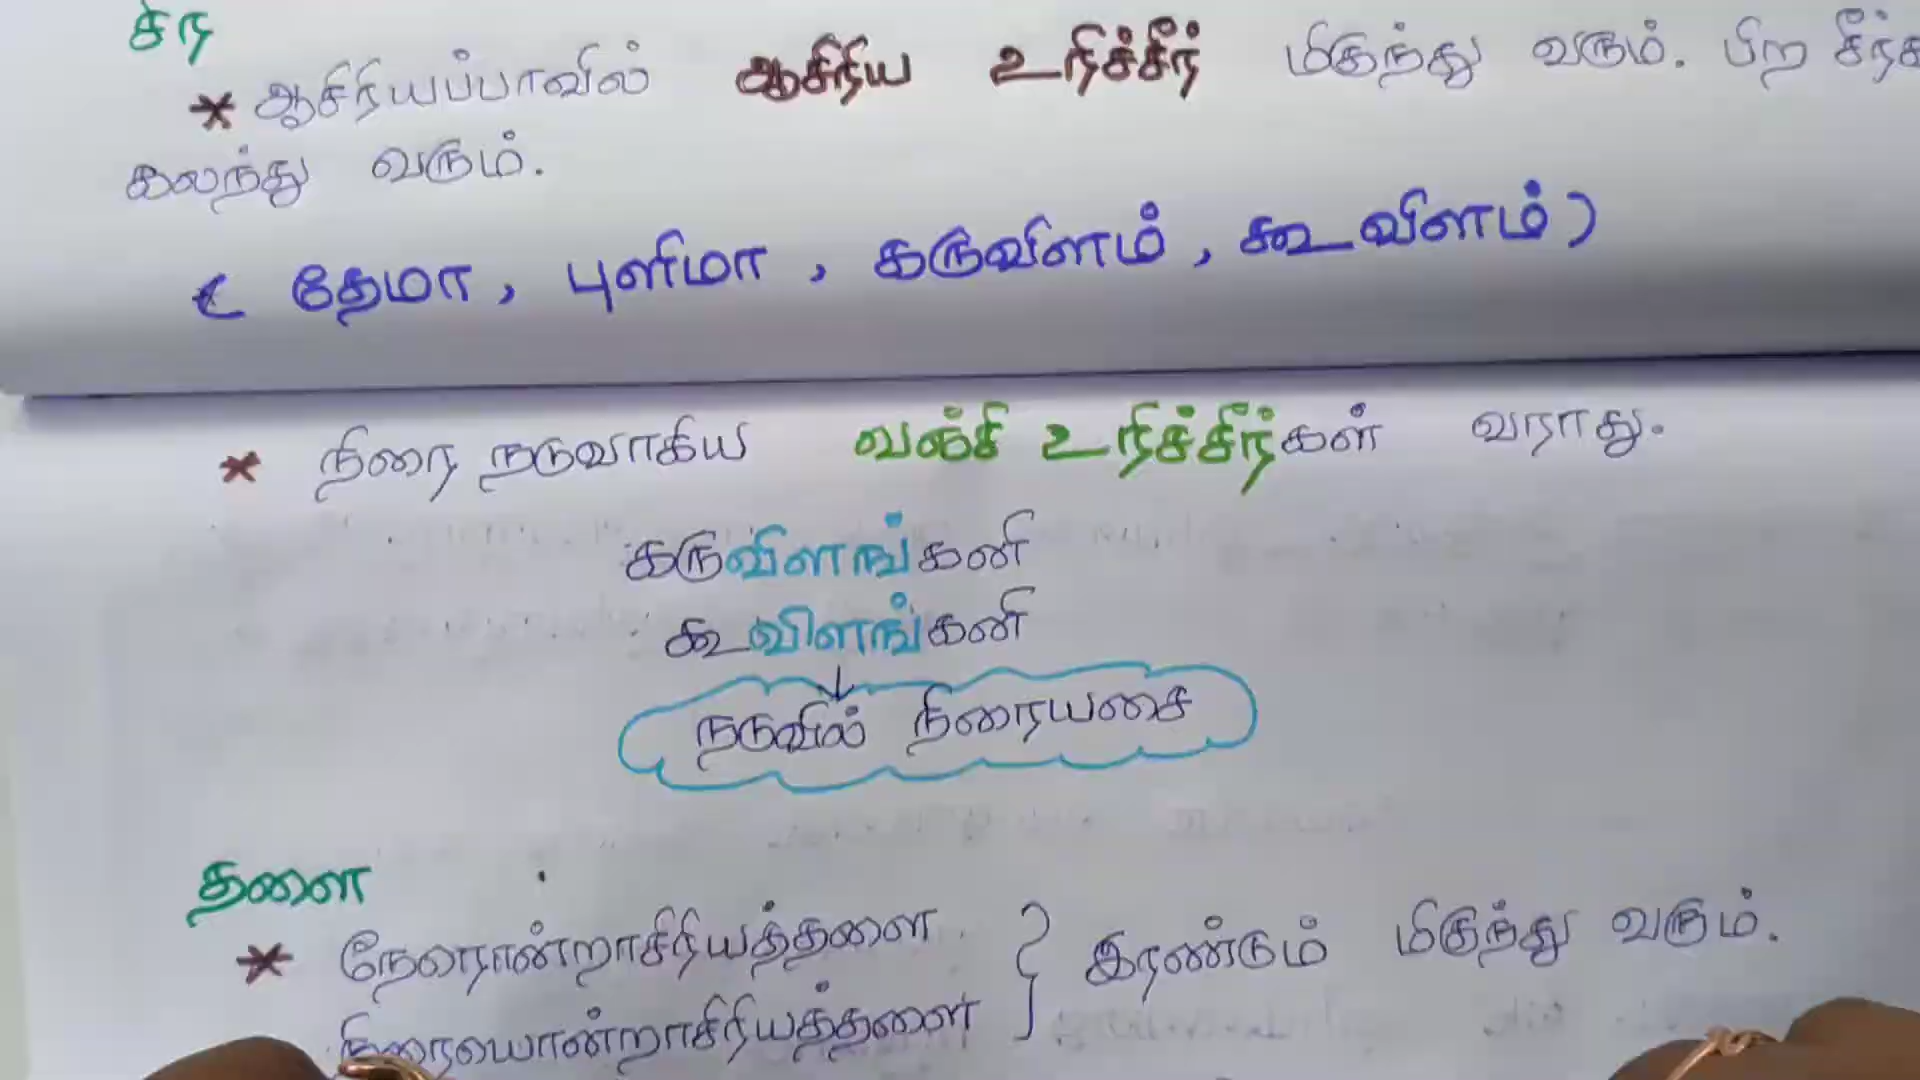 சீர்
* ஆசிரியப்பாவில் ஆசிரிய உரிச்சீர் மிகுந்து வரும். பிற
கலந்து வரும்.
( தேமா, புளிமா, கருவிளம், கூவிளம் )
* நிரை நடுவாகிய வஞ்சி உரிச்சீர்கள் வராது.
கருவிளங்கனி
கூவிளங்கனி
நடுவில் நிரையசை
தளை
* நேரொன்றாசிரியத்தளை } இரண்டும் மிகுந்து வரும்.
நிரையொன்றாசிரியத்தளை